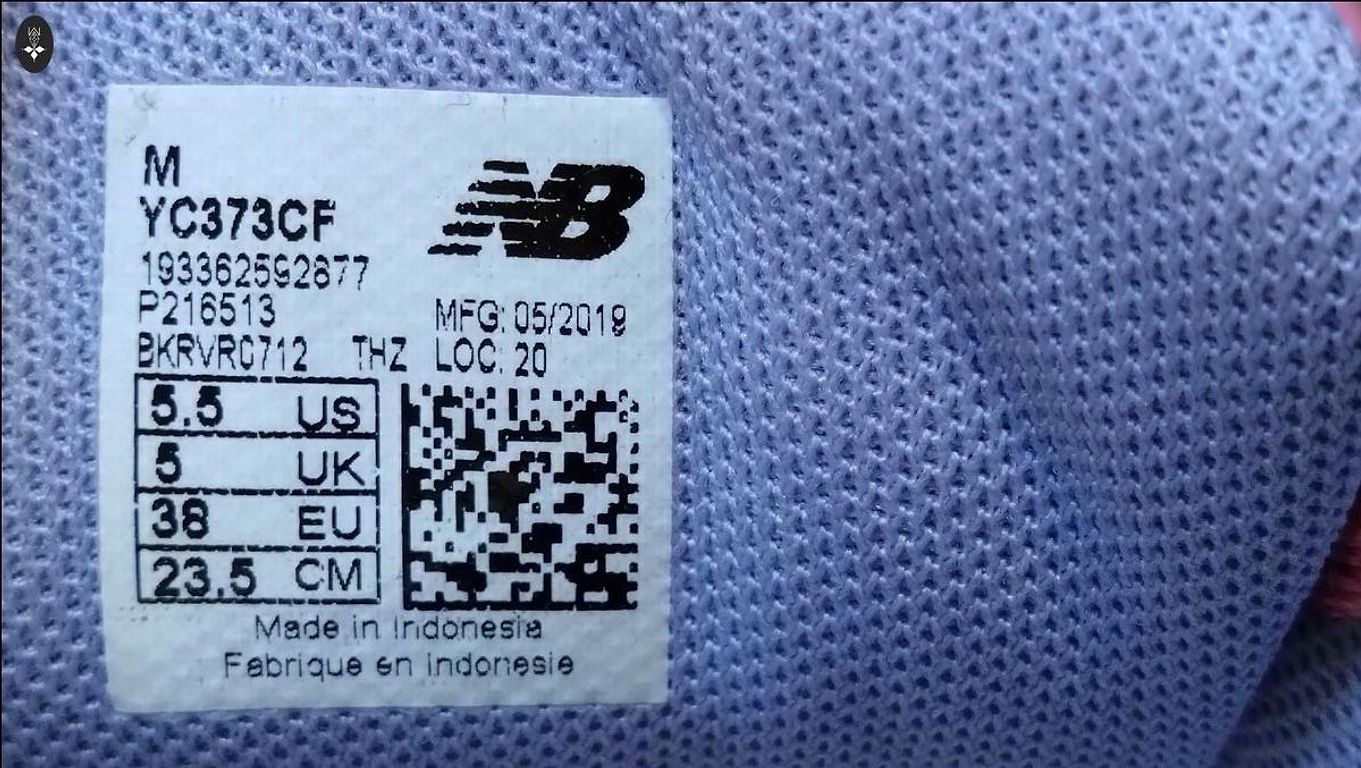 M
YC373CF
NB
193362592877
P216513
MFG: 05/2019
BKRVR0712 THZ LOC: 20
5.5 US
5 UK
38 EU
23.5 CM
Made in Indonesia
Fabrique en Indonesie